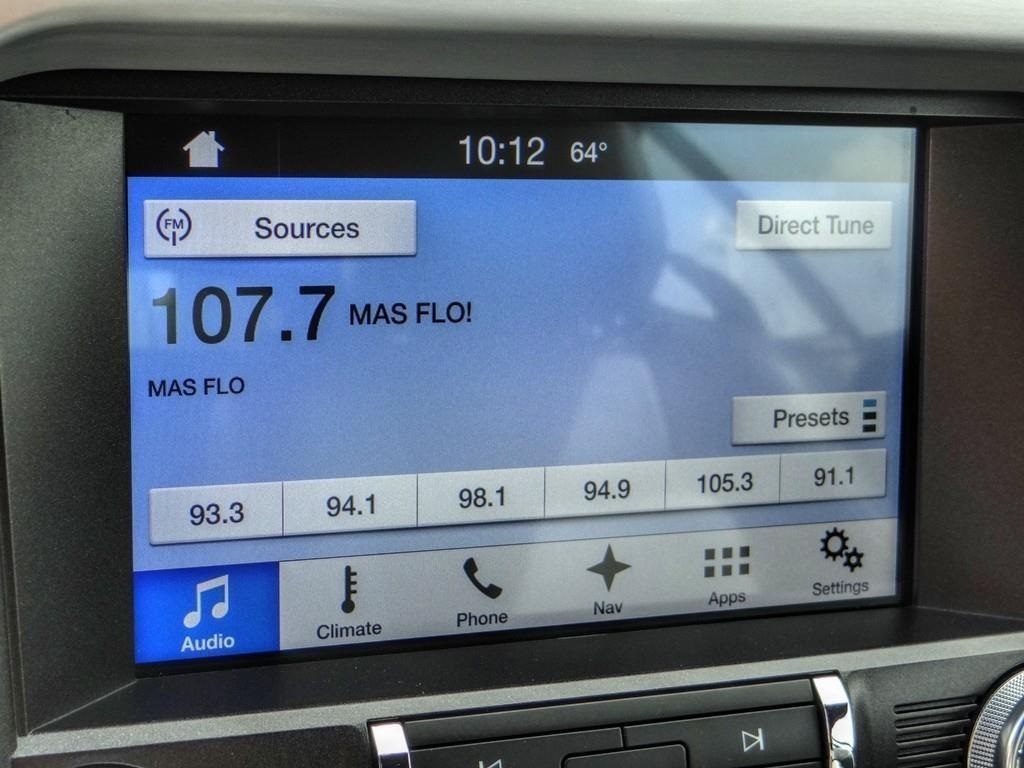 10:12 64°
FM Sources Direct Tune
107.7 MAS FLO!
MAS FLO
Presets
93.3 94.1 98.1 94.9 105.3 91.1
Audio Climate Phone Nav Apps Settings